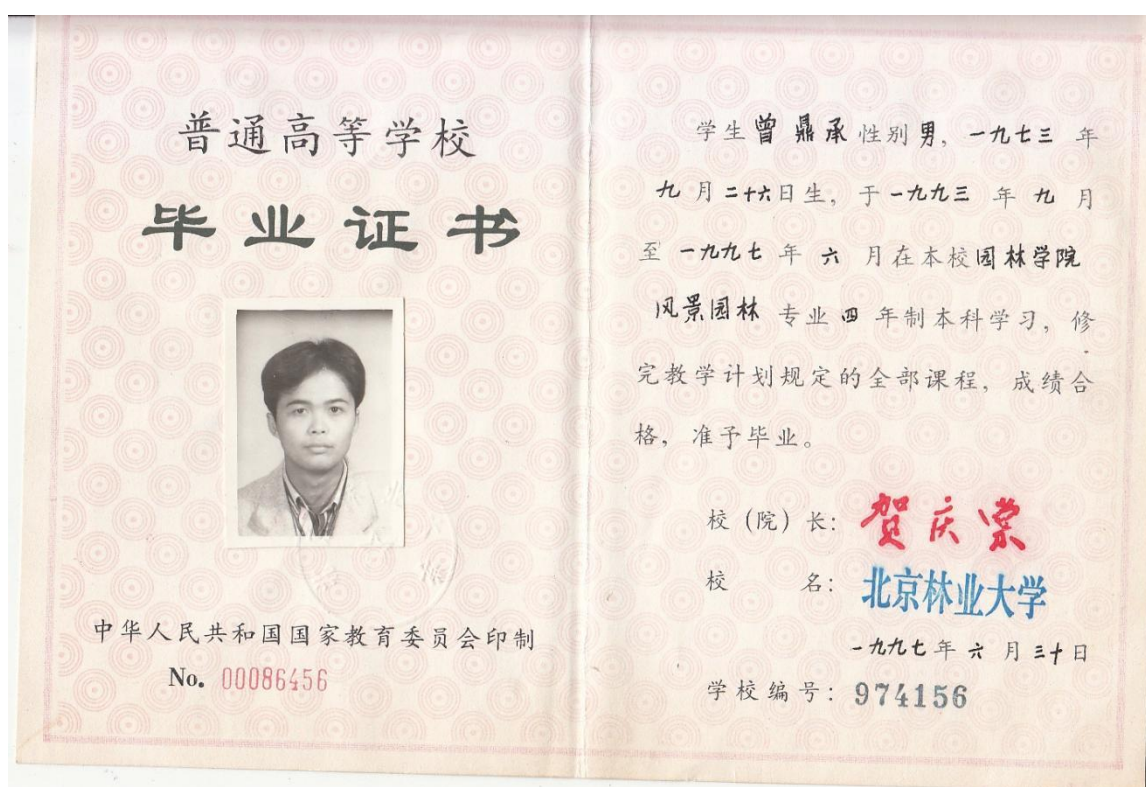 普通高等学校
毕业证书
中华人民共和国国家教育委员会印制
No. 00086456
学生曾鼎承性别男，一九七三年
九月二十六日生，于一九九三年九月
至一九九七年六月在本校园林学院
风景园林专业四年制本科学习，修
完教学计划规定的全部课程，成绩合
格，准予毕业。
校（院）长：贺庆棠
校名：北京林业大学
一九九七年六月三十日
学校编号：974156